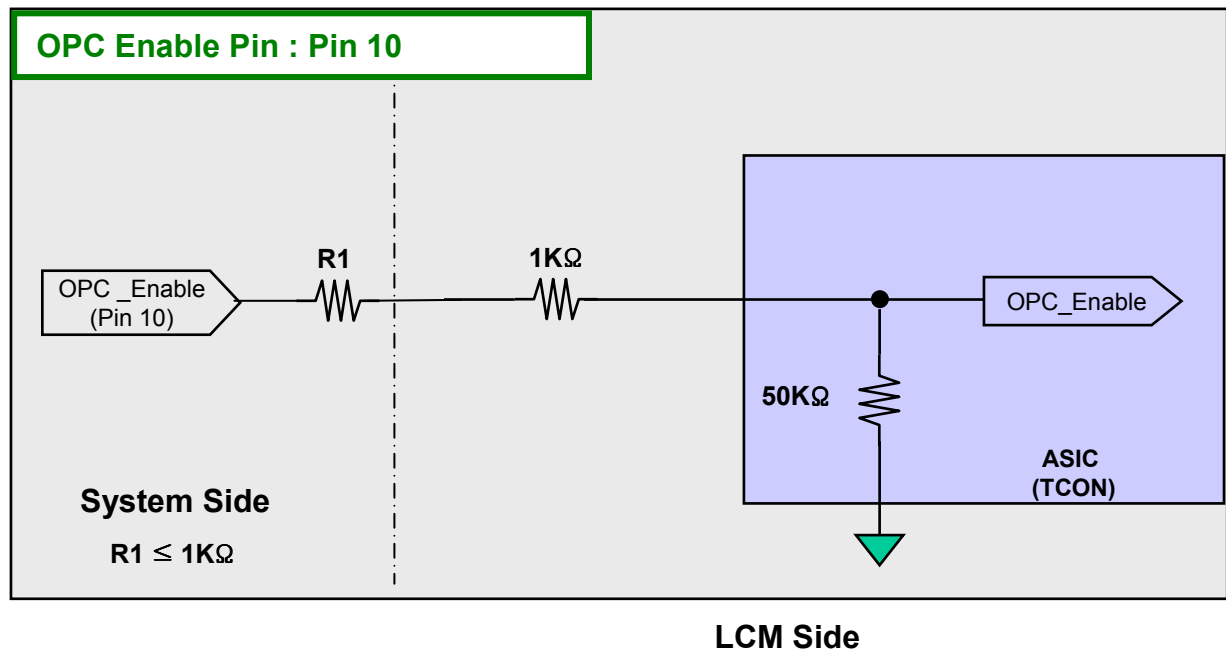 OPC Enable Pin : Pin 10
R1
1KΩ
OPC _Enable
(Pin 10)
OPC_Enable
50KΩ
ASIC
(TCON)
System Side
R1 ≤ 1KΩ
LCM Side